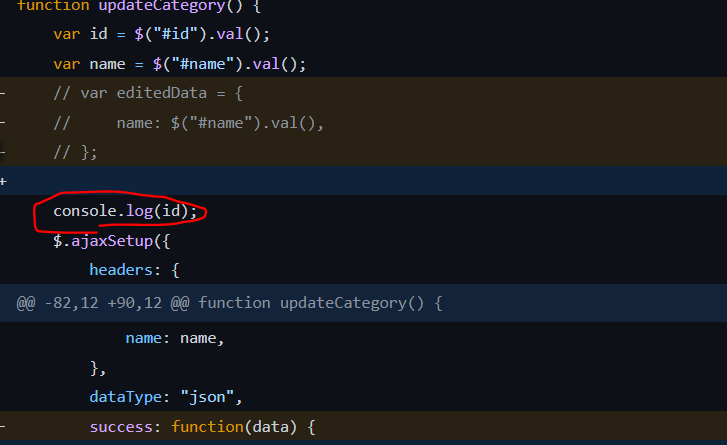 function updateCategory() {
var id = $("#id").val();
var name = $("#name").val();
- // var editedData = {
- //     name: $("#name").val(),
- // };
+
console.log(id);
$.ajaxSetup({
headers: {
@@ -82,12 +90,12 @@ function updateCategory() {
name: name,
},
dataType: "json",
- success: function(data) {